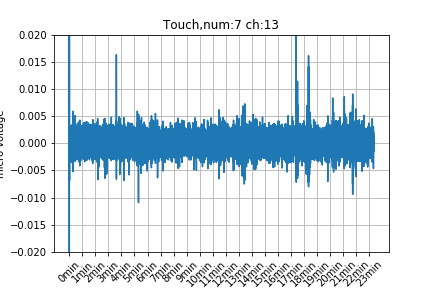 Touch,num:7 ch:13
0.020
0.015
0.010
0.005
0.000
−0.005
−0.010
−0.015
−0.020
voltage
0min
1min
2min
3min
4min
5min
6min
7min
8min
9min
10min
11min
12min
13min
14min
15min
16min
17min
18min
19min
20min
21min
22min
23min